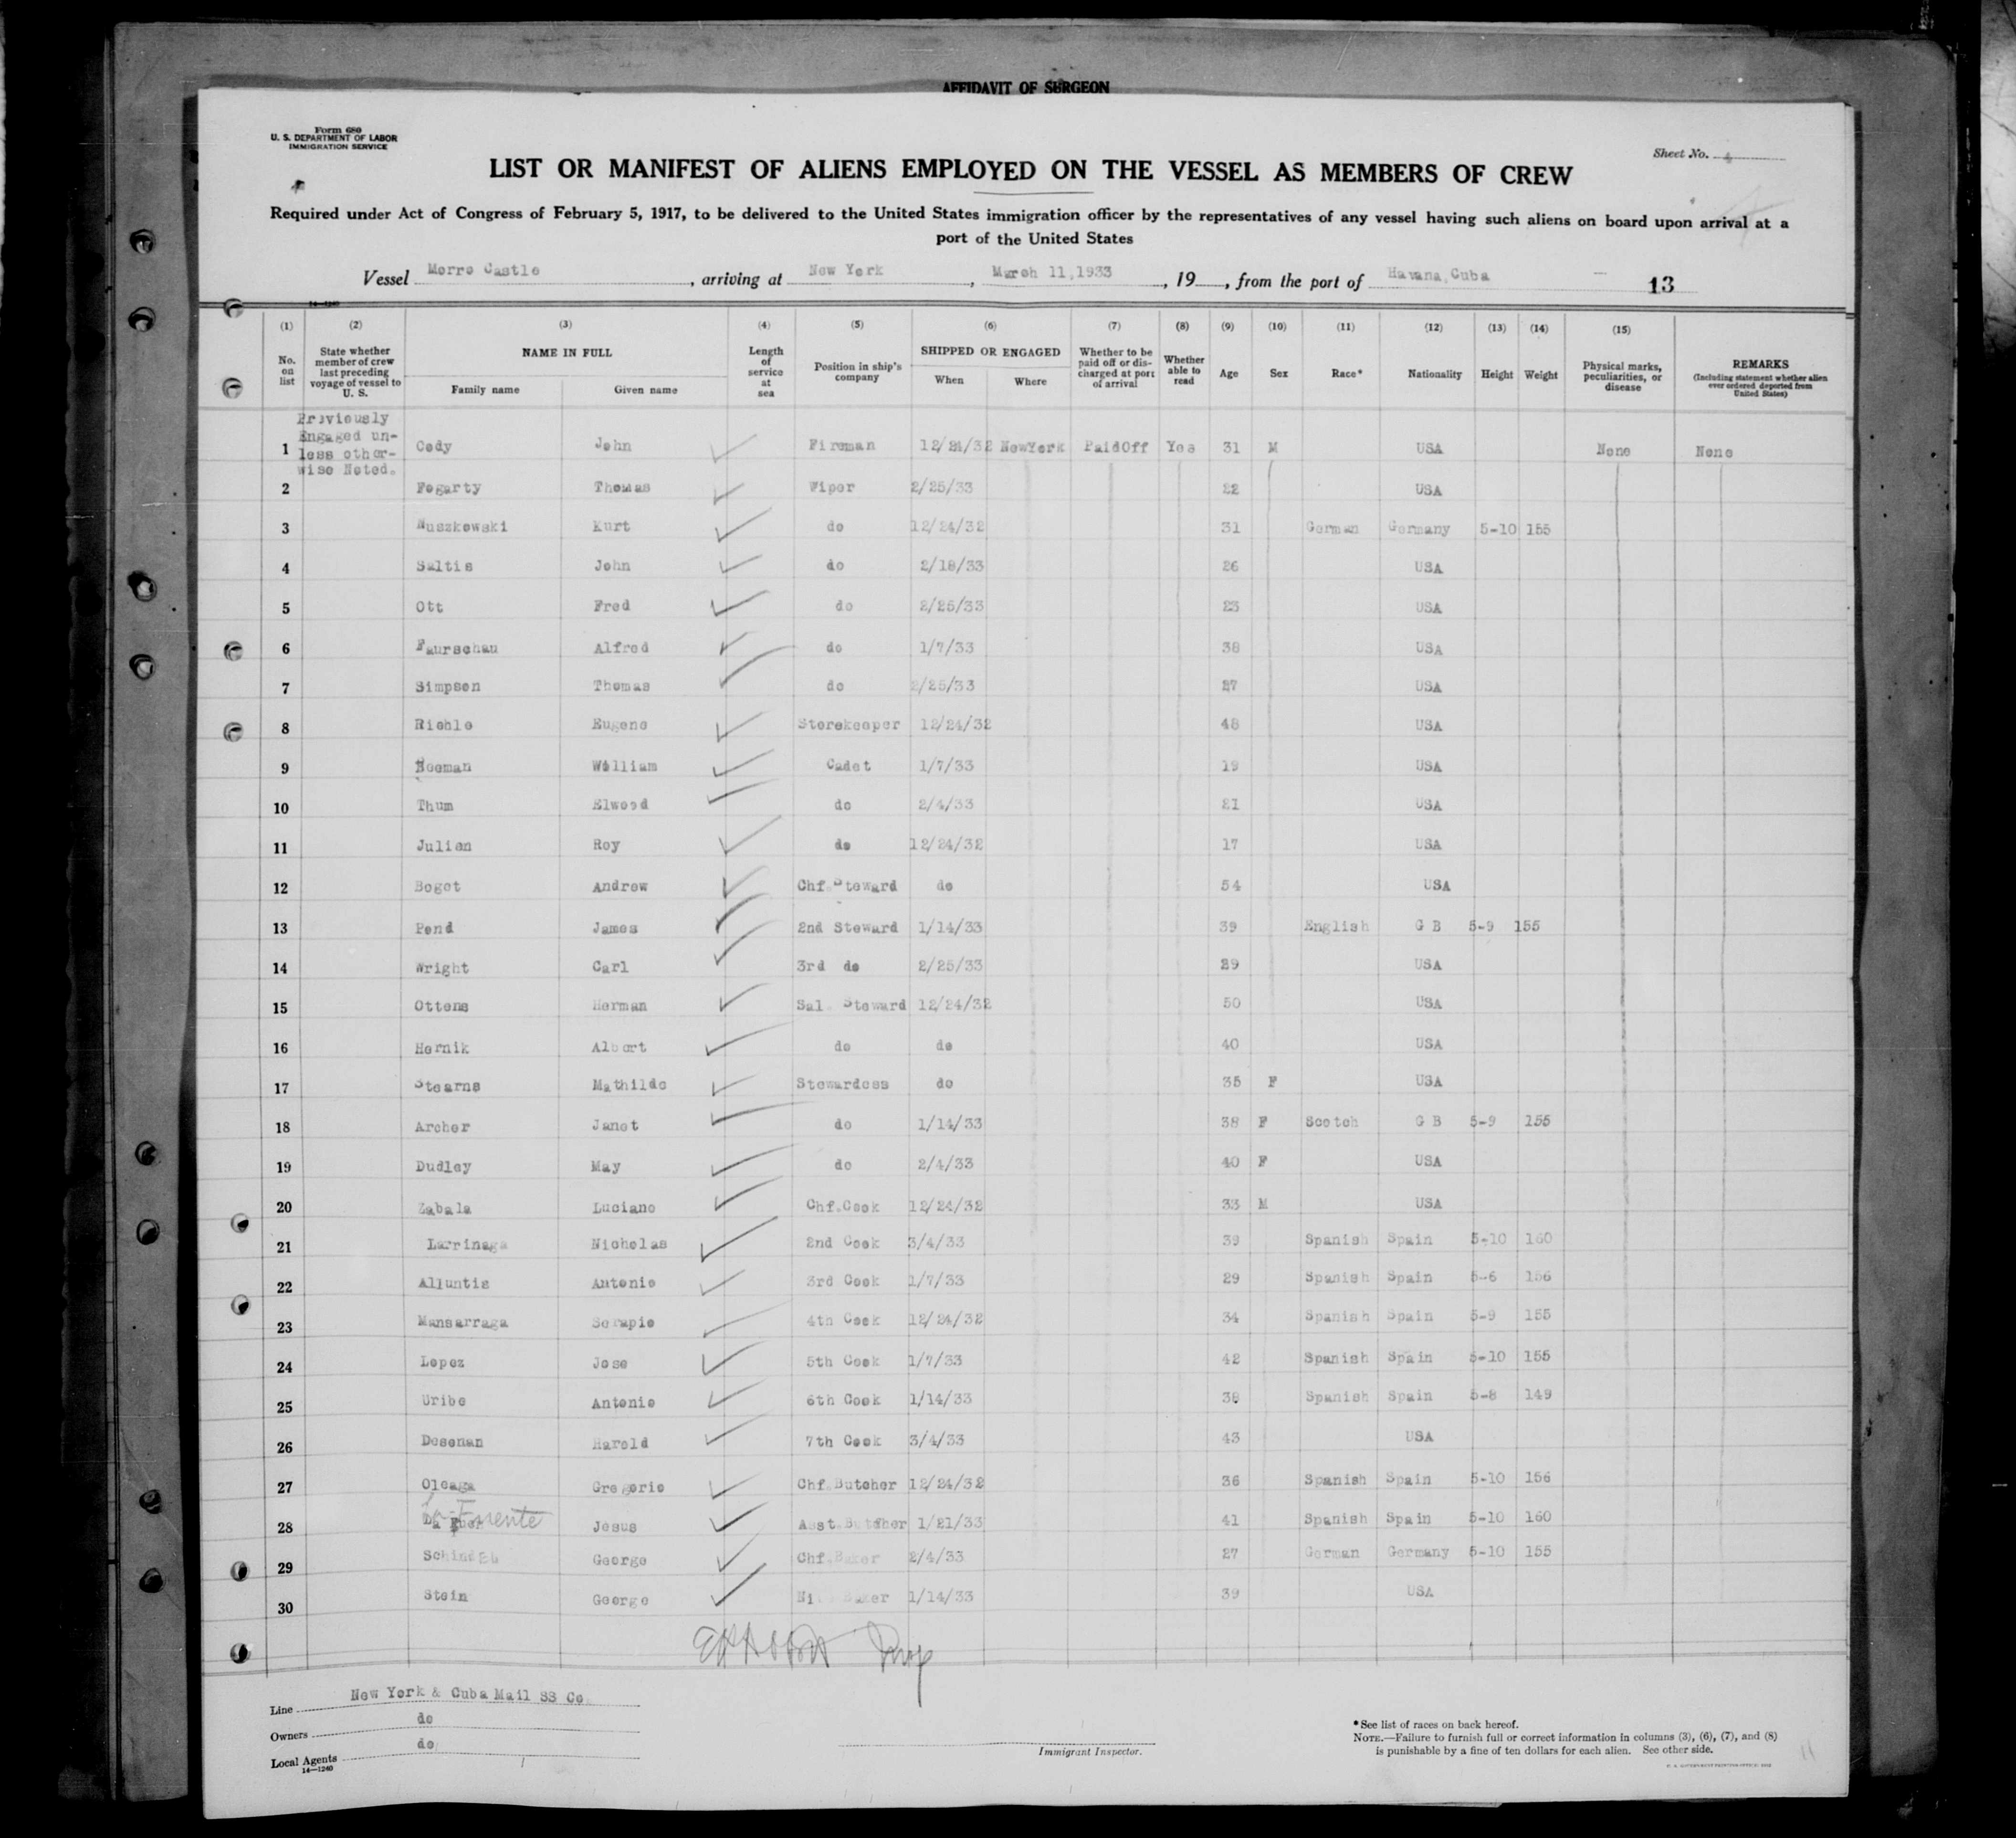 AFFIDAVIT OF SURGEON
Form 680
U. S. DEPARTMENT OF LABOR
IMMIGRATION SERVICE
Sheet No. 4
LIST OR MANIFEST OF ALIENS EMPLOYED ON THE VESSEL AS MEMBERS OF CREW
Required under Act of Congress of February 5, 1917, to be delivered to the United States immigration officer by the representatives of any vessel having such aliens on board upon arrival at a
port of the United States
Vessel Morro Castle, arriving at New York, March 11,1933, 19, from the port of Havana, Cuba 13
14—1240
(1) (2) (3) (4) (5) (6) (7) (8) (9) (10) (11) (12) (13) (14) (15)
No. on list State whether member of crew last preceding voyage of vessel to U. S. NAME IN FULL Family name Given name Length of service at sea Position in ship's company SHIPPED OR ENGAGED When Where Whether to be paid off or discharged at port of arrival Whether able to read Age Sex Race* Nationality Height Weight Physical marks, peculiarities, or disease REMARKS (Including statement whether alien ever ordered deported from United States)
Previously Engaged unless otherwise Noted.
1 Cody John Fireman 12/24/32 NewYork PaidOff Yes 31 M USA None None
2 Fogarty Thomas Wiper 2/25/33 22 USA
3 Nuszkowski Kurt do 12/24/32 31 German Germany 5-10 155
4 Saltis John do 2/18/33 26 USA
5 Ott Fred do 2/25/33 23 USA
6 Faurschau Alfred do 1/7/33 38 USA
7 Simpson Thomas do 2/25/33 27 USA
8 Riehle Eugene Storekeeper 12/24/32 48 USA
9 Boeman William Cadet 1/7/33 19 USA
10 Thum Elwood do 2/4/33 21 USA
11 Julian Roy do 12/24/32 17 USA
12 Boget Andrew Chf.Steward do 54 USA
13 Pond James 2nd Steward 1/14/33 39 English G B 5-9 155
14 Wright Carl 3rd do 2/25/33 29 USA
15 Ottens Herman Sal. Steward 12/24/32 50 USA
16 Hernik Albert do do 40 USA
17 Stearns Mathilde Stewardess do 35 F USA
18 Archer Janet do 1/14/33 38 F Scotch G B 5-9 155
19 Dudley May do 2/4/33 40 F USA
20 Zabala Luciano Chf.Cook 12/24/32 33 M USA
21 Larrinaga Nicholas 2nd Cook 3/4/33 39 Spanish Spain 5-10 160
22 Alluntis Antonio 3rd Cook 1/7/33 29 Spanish Spain 5-6 156
23 Mansarraga Serapio 4th Cook 12/24/32 34 Spanish Spain 5-9 155
24 Lopez Jose 5th Cook 1/7/33 42 Spanish Spain 5-10 155
25 Uribe Antonio 6th Cook 1/14/33 38 Spanish Spain 5-8 149
26 Desonan Harold 7th Cook 3/4/33 43 USA
27 Oleaga Gregorio Chf.Butcher 12/24/32 36 Spanish Spain 5-10 156
28 La Fuente Jesus Asst.Butcher 1/21/33 41 Spanish Spain 5-10 160
29 Schindel George Chf.Baker 2/4/33 27 German Germany 5-10 155
30 Stein George Baker 1/14/33 39 USA
Line New York & Cuba Mail SS Co
Owners do
Local Agents do
14—1240
Immigrant Inspector.
*See list of races on back hereof.
NOTE.—Failure to furnish full or correct information in columns (3), (6), (7), and (8)
is punishable by a fine of ten dollars for each alien. See other side.